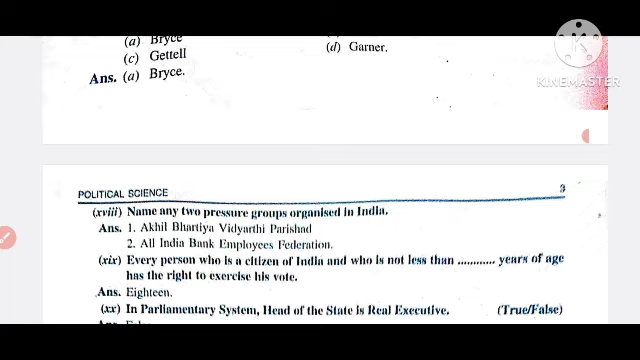 (a) Bryce
(c) Gettell
(d) Garner.
Ans. (a) Bryce.
KINEMASTER
POLITICAL SCIENCE 3
(xviii) Name any two pressure groups organised in India.
Ans. 1. Akhil Bhartiya Vidyarthi Parishad
2. All India Bank Employees Federation.
(xix) Every person who is a citizen of India and who is not less than ............ years of age
has the right to exercise his vote.
Ans. Eighteen.
(xx) In Parliamentary System, Head of the State is Real Executive. (True/False)